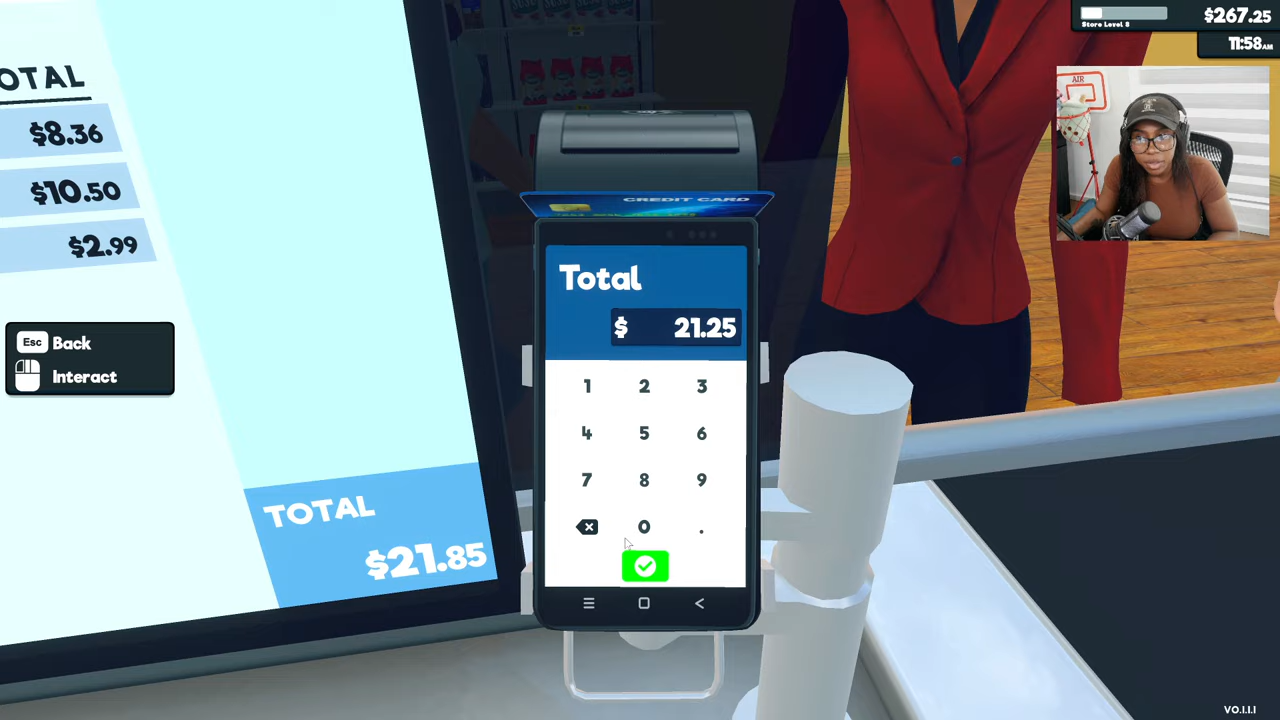 $267.25
Store Level 8
11:58AM
AIR
OTAL
$8.36
$10.50
$2.99
CREDIT CARD
Total
$ 21.25
Esc Back
Interact
1 2 3
4 5 6
7 8 9
0 .
TOTAL
$21.85
V0.1.1.1